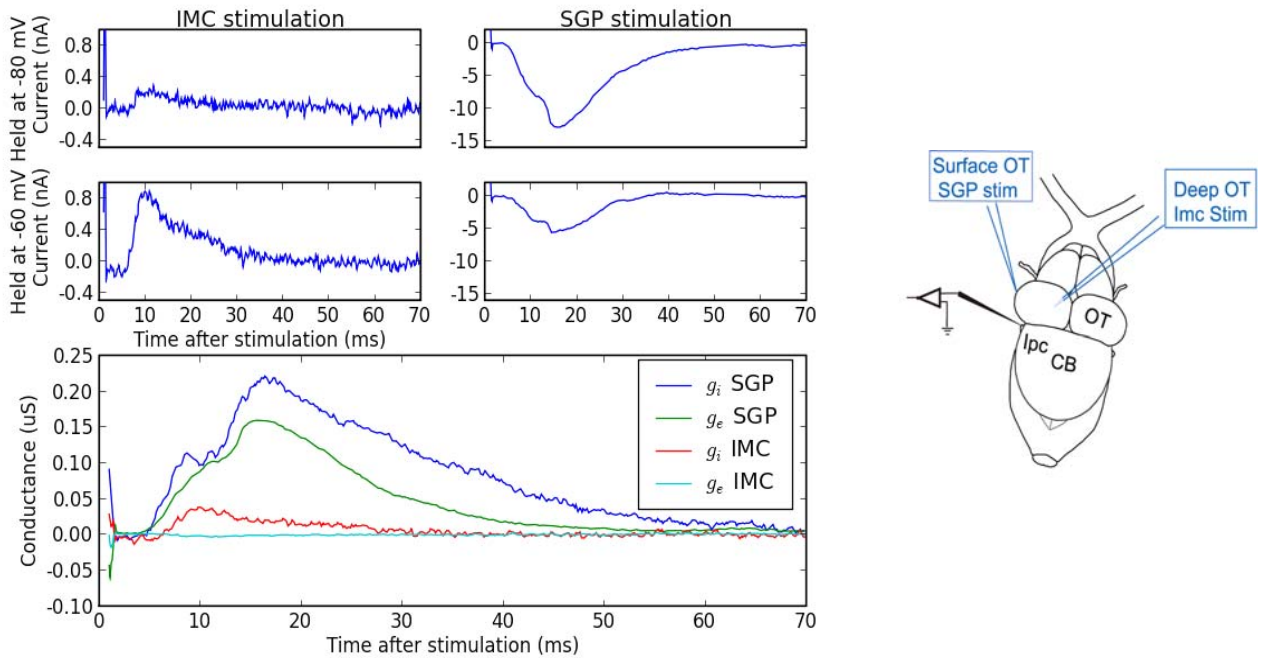 IMC stimulation
SGP stimulation
Held at -80 mV
Current (nA)
0.8
0.4
0.0
-0.4
0
-5
-10
-15
Held at -60 mV
Current (nA)
0.8
0.4
0.0
-0.4
0
-5
-10
-15
0 10 20 30 40 50 60 70
0 10 20 30 40 50 60 70
Time after stimulation (ms)
Conductance (uS)
0.25
0.20
0.15
0.10
0.05
0.00
-0.05
-0.10
gi SGP
ge SGP
gi IMC
ge IMC
0 10 20 30 40 50 60 70
Time after stimulation (ms)
Surface OT
SGP stim
Deep OT
Imc Stim
OT
Ipc
CB